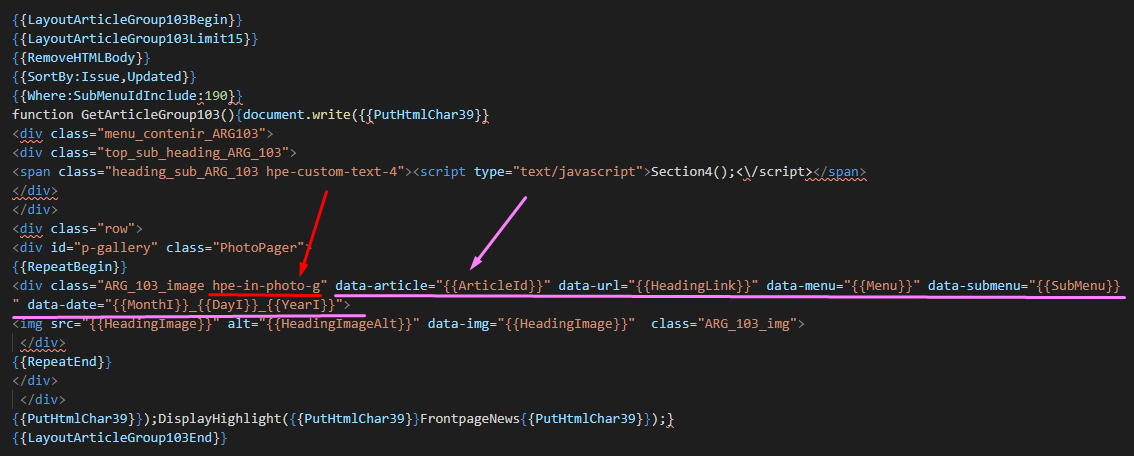 {{LayoutArticleGroup103Begin}}
{{LayoutArticleGroup103Limit15}}
{{RemoveHTMLBody}}
{{SortBy:Issue,Updated}}
{{Where:SubMenuIdInclude:190}}
function GetArticleGroup103(){document.write({{PutHtmlChar39}}
<div class="menu_contenir_ARG103">
<div class="top_sub_heading_ARG_103">
<span class="heading_sub_ARG_103 hpe-custom-text-4"><script type="text/javascript">Section4();<\/script></span>
</div>
</div>
<div class="row">
<div id="p-gallery" class="PhotoPager">
{{RepeatBegin}}
<div class="ARG_103_image hpe-in-photo-g" data-article="{{ArticleId}}" data-url="{{HeadingLink}}" data-menu="{{Menu}}" data-submenu="{{SubMenu}}
" data-date="{{MonthI}}_{{DayI}}_{{YearI}}">
<img src="{{HeadingImage}}" alt="{{HeadingImageAlt}}" data-img="{{HeadingImage}}"  class="ARG_103_img">
</div>
{{RepeatEnd}}
</div>
</div>
{{PutHtmlChar39}});DisplayHighlight({{PutHtmlChar39}}FrontpageNews{{PutHtmlChar39}});}
{{LayoutArticleGroup103End}}